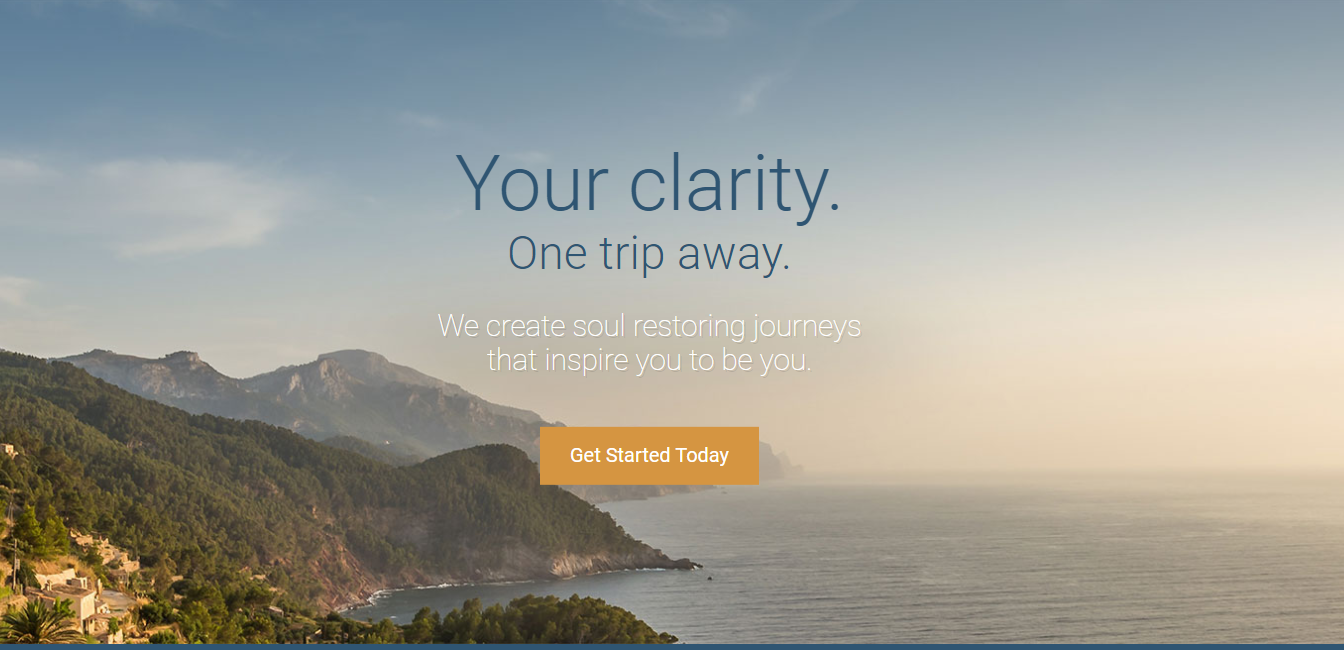 Your clarity.
One trip away.
We create soul restoring journeys
that inspire you to be you.
Get Started Today